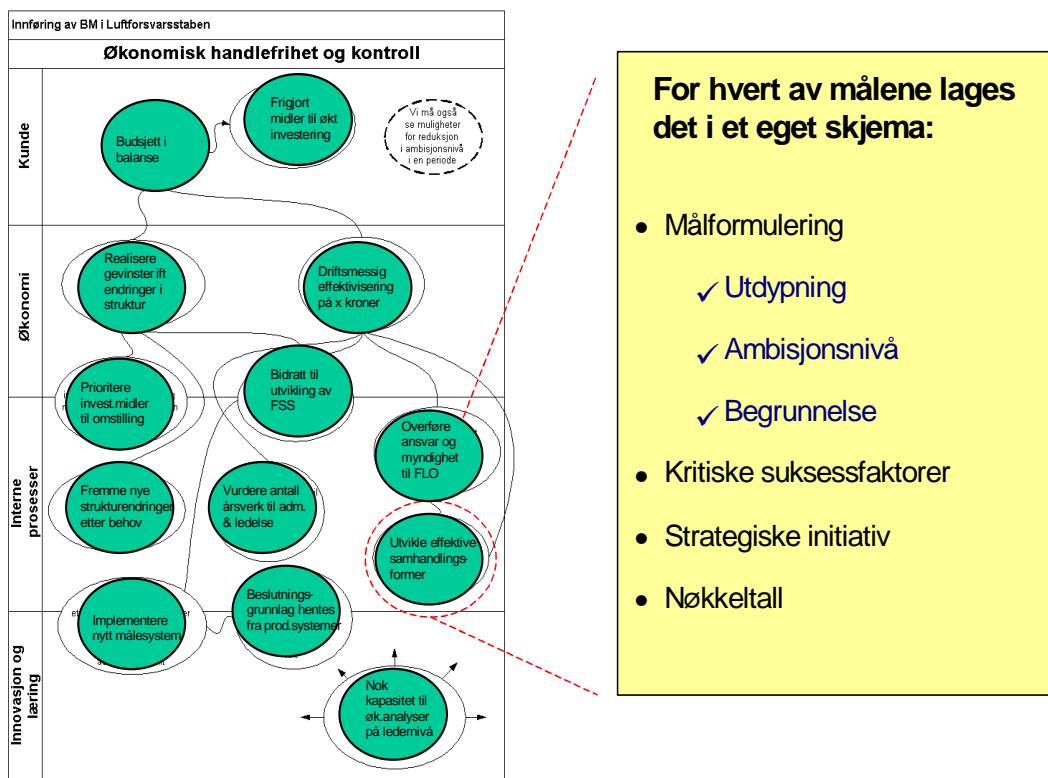 Innføring av BM i Luftforsvarsstaben
Økonomisk handlefrihet og kontroll
Kunde
Budsjett i
balanse
Frigjort
midler til økt
investering
Vi må også
se muligheter
for reduksjon
i ambisjonsnivå
i en periode
Økonomi
Realisere
gevinster ift
endringer i
struktur
Driftsmessig
effektivisering
på x kroner
Prioritere
invest.midler
til omstilling
Bidratt til
utvikling av
FSS
Interne
prosesser
Overføre
ansvar og
myndighet
til FLO
Fremme nye
strukturendringer
etter behov
Vurdere antall
årsverk til adm.
& ledelse
Utvikle effektive
samhandlings-
former
Innovasjon og
læring
Implementere
nytt målesystem
Beslutnings-
grunnlag hentes
fra prod.systemer
Nok
kapasitet til
øk.analyser
på ledernivå
For hvert av målene lages
det i et eget skjema:
• Målformulering
✓ Utdypning
✓ Ambisjonsnivå
✓ Begrunnelse
• Kritiske suksessfaktorer
• Strategiske initiativ
• Nøkkeltall